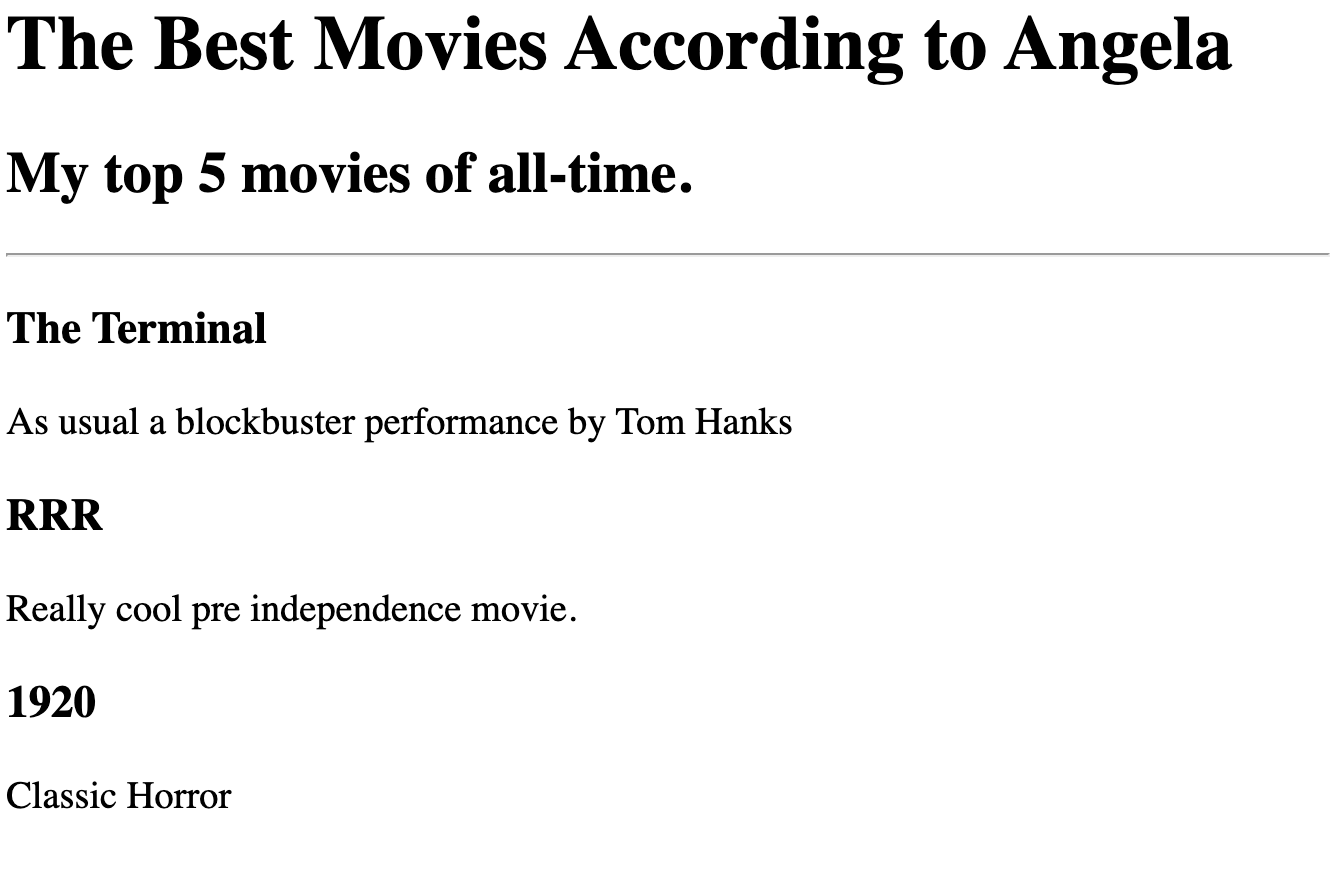 The Best Movies According to Angela
My top 5 movies of all-time.
The Terminal
As usual a blockbuster performance by Tom Hanks
RRR
Really cool pre independence movie.
1920
Classic Horror